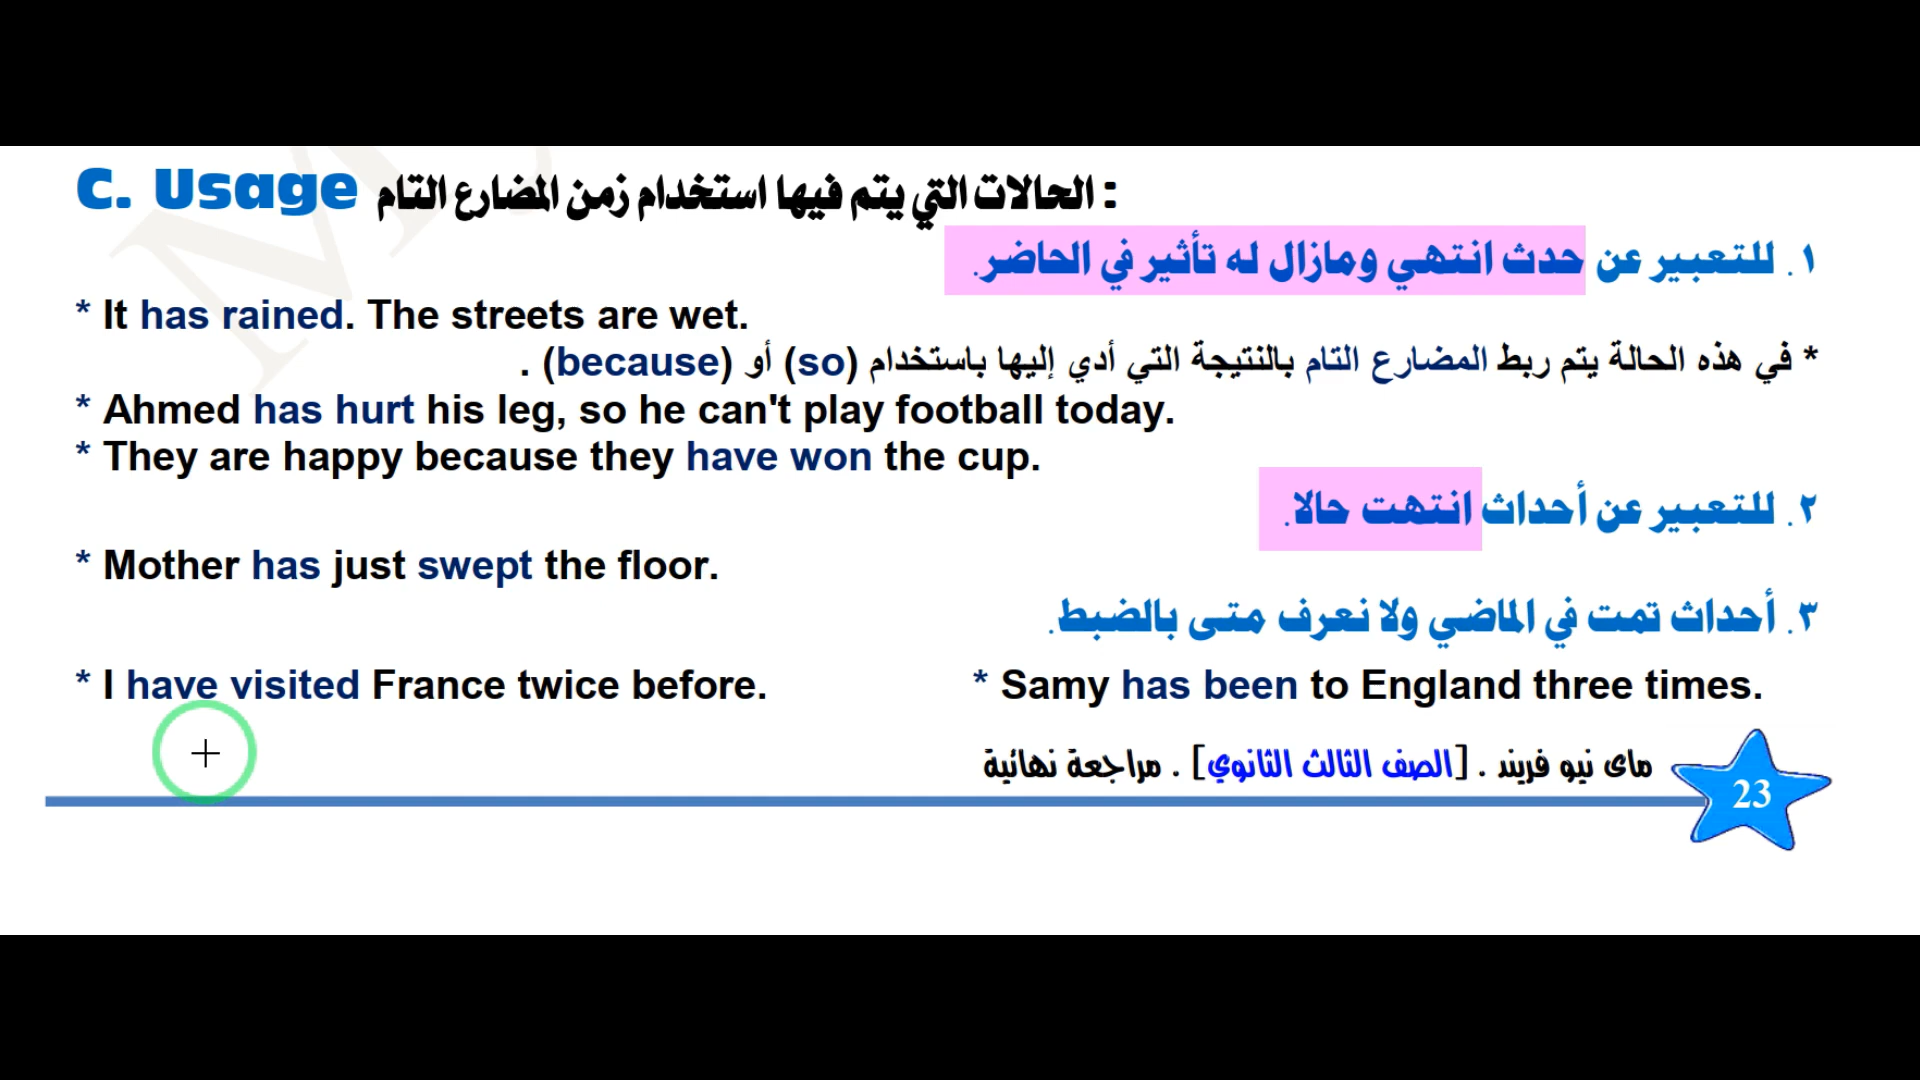 C. Usage الحالات التي يتم فيها استخدام زمن المضارع التام :
١. للتعبير عن حدث انتهي ومازال له تأثير في الحاضر.
* It has rained. The streets are wet.
* في هذه الحالة يتم ربط المضارع التام بالنتيجة التي أدي إليها باستخدام (so) أو (because) .
* Ahmed has hurt his leg, so he can't play football today.
* They are happy because they have won the cup.
٢. للتعبير عن أحداث انتهت حالا.
* Mother has just swept the floor.
٣. أحداث تمت في الماضي ولا نعرف متى بالضبط.
* I have visited France twice before. * Samy has been to England three times.
ماى نيو فريند . [الصف الثالث الثانوي] . مراجعة نهائية
23